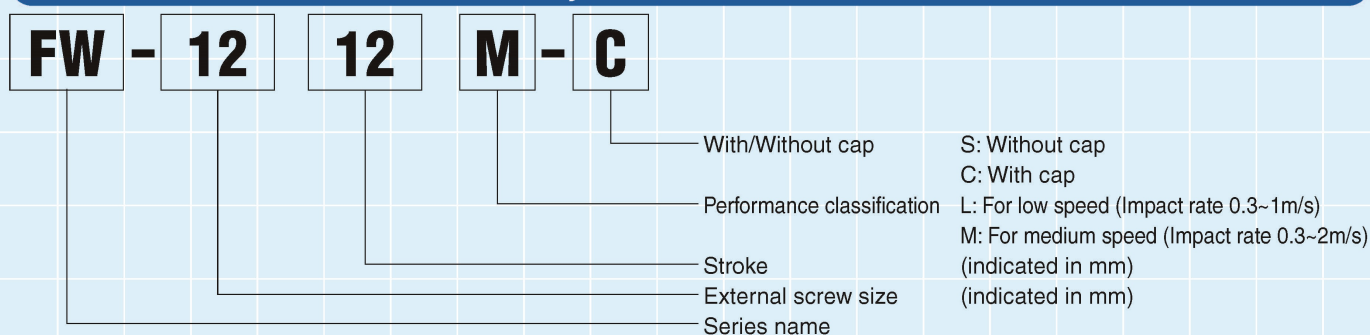 FW - 12 12 M - C
With/Without cap S: Without cap
C: With cap
Performance classification L: For low speed (Impact rate 0.3~1m/s)
M: For medium speed (Impact rate 0.3~2m/s)
Stroke (indicated in mm)
External screw size (indicated in mm)
Series name